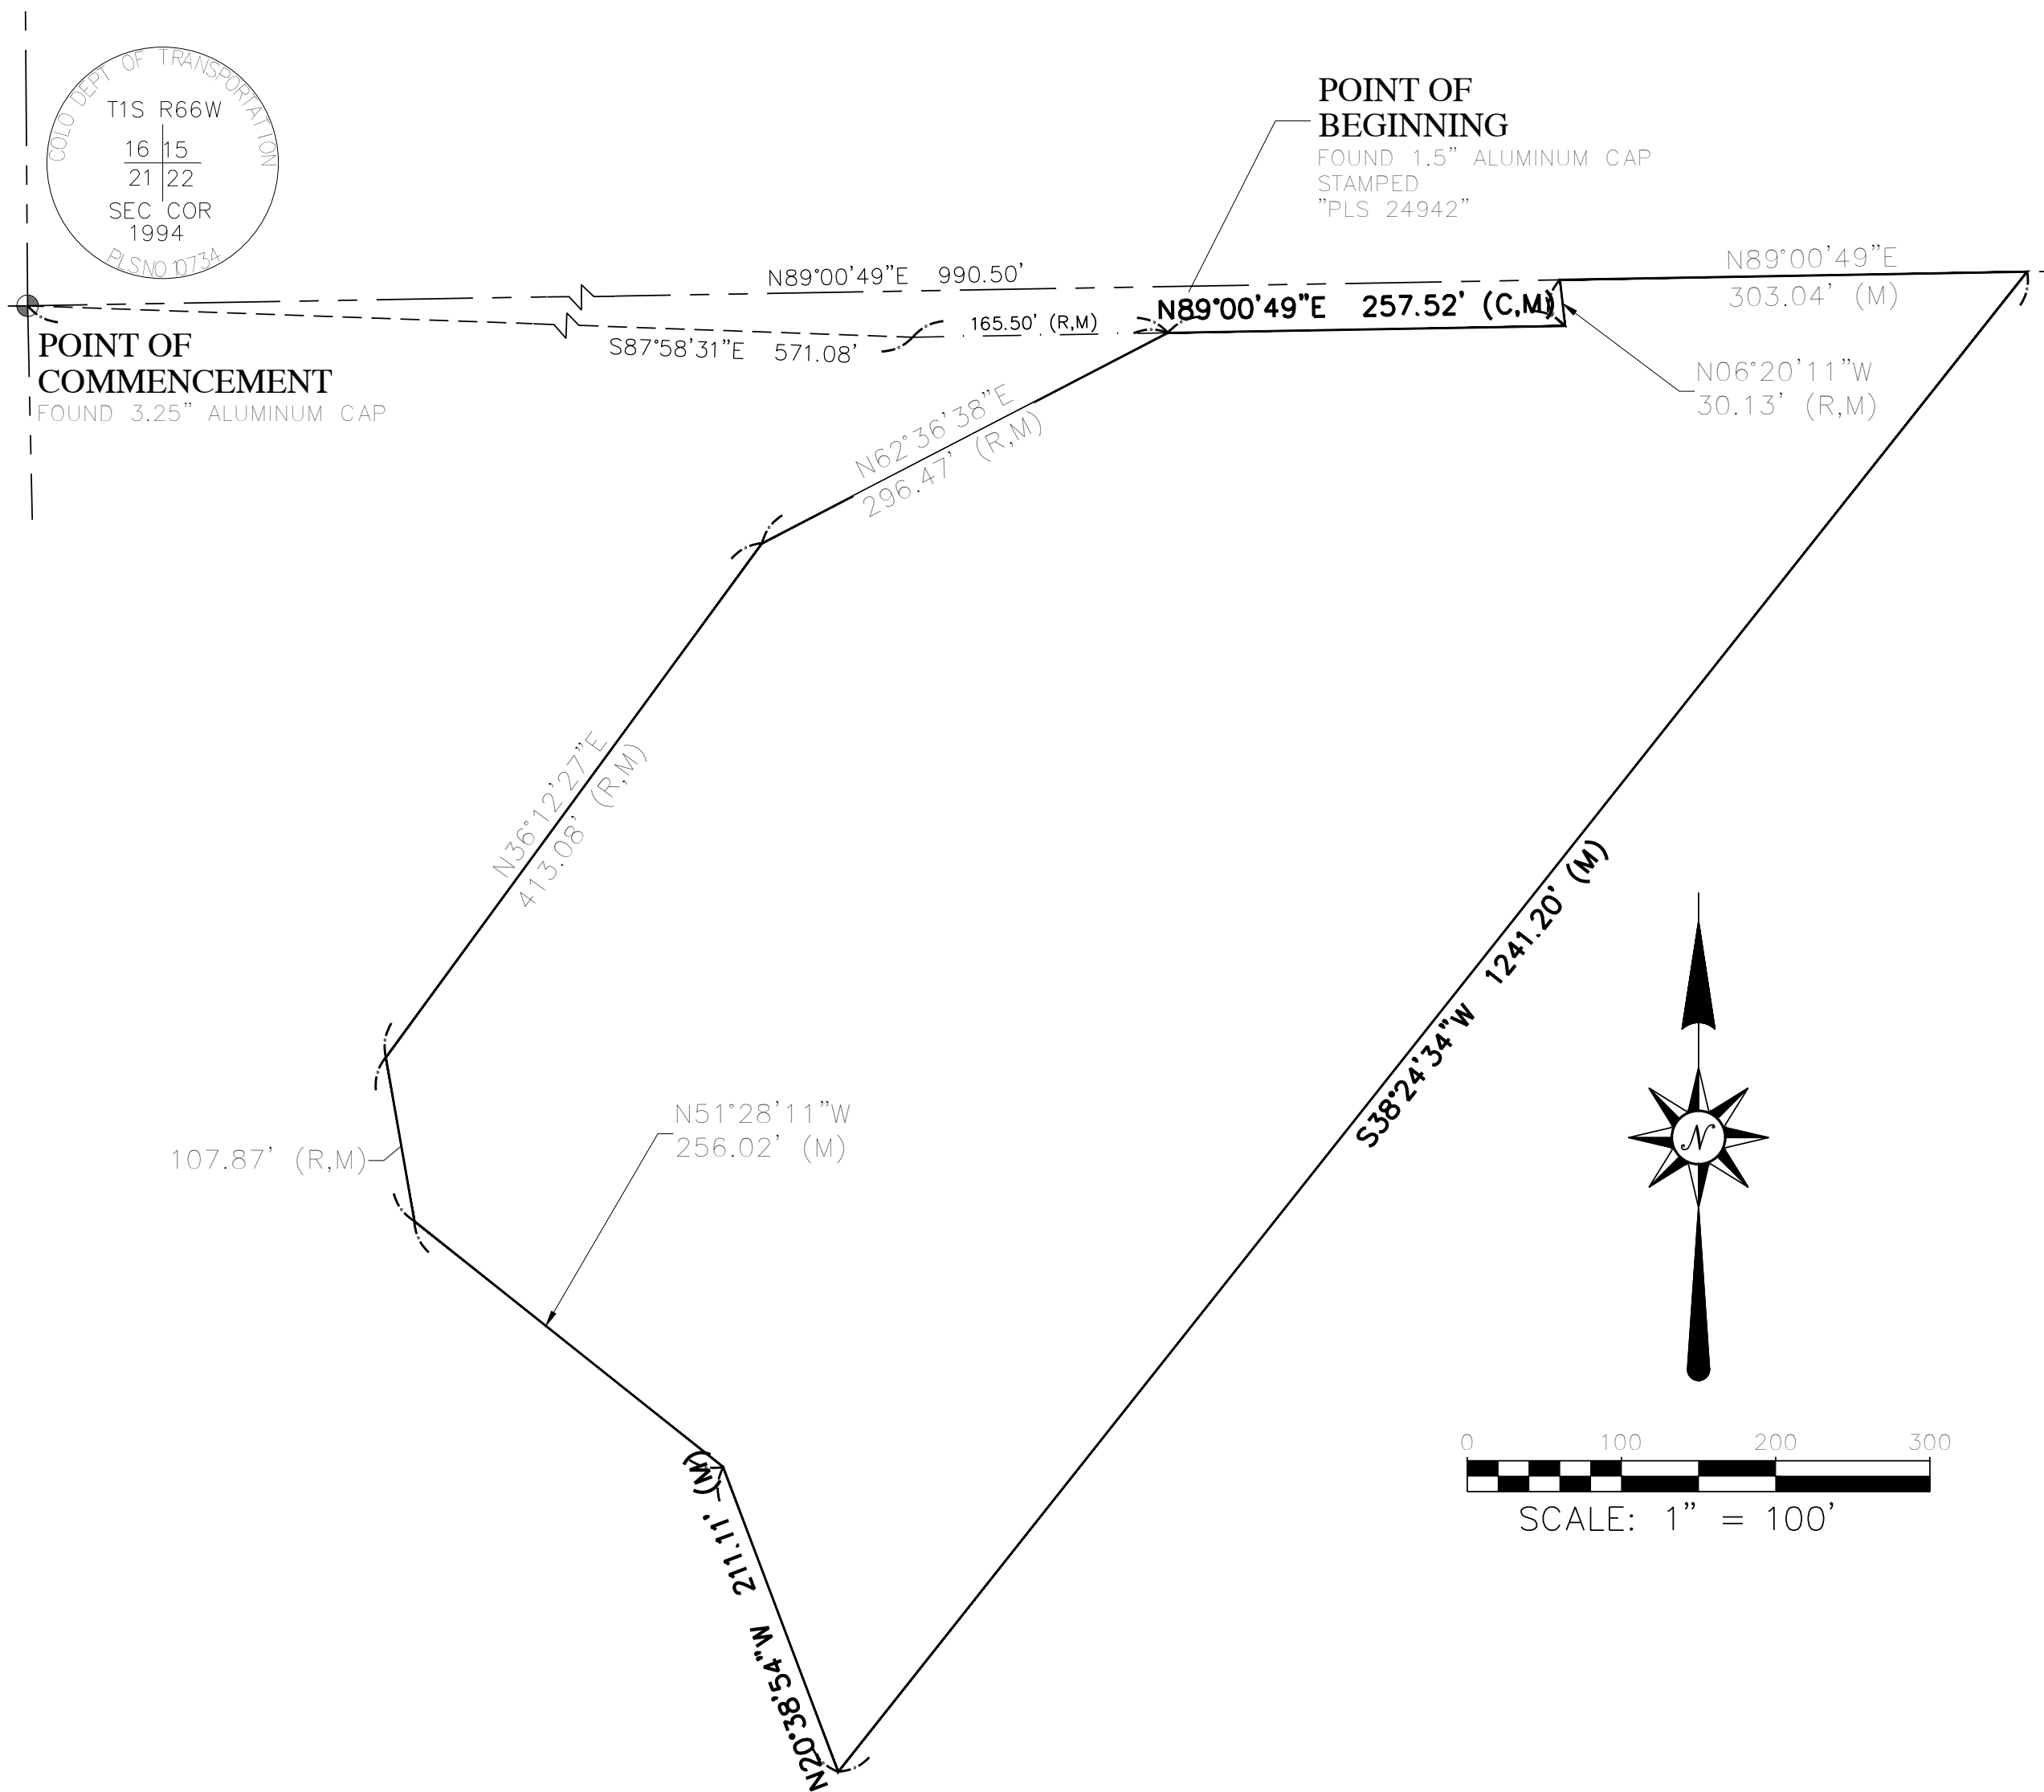 COLO DEPT OF TRANSPORTATION
T1S R66W
16 15
21 22
SEC COR
1994
PLS NO 10734
POINT OF
BEGINNING
FOUND 1.5" ALUMINUM CAP
STAMPED
"PLS 24942"
N89°00'49"E 990.50'
N89°00'49"E
303.04' (M)
N89°00'49"E 257.52' (C,M)
165.50' (R,M)
S87°58'31"E 571.08'
POINT OF
COMMENCEMENT
FOUND 3.25" ALUMINUM CAP
N06°20'11"W
30.13' (R,M)
N62°36'38"E
296.47' (R,M)
N36°12'27"E
413.08' (R,M)
S38°24'34"W 1241.20' (M)
N51°28'11"W
256.02' (M)
107.87' (R,M)
N
N20°38'54"W 211.11' (M)
0 100 200 300
SCALE: 1" = 100'